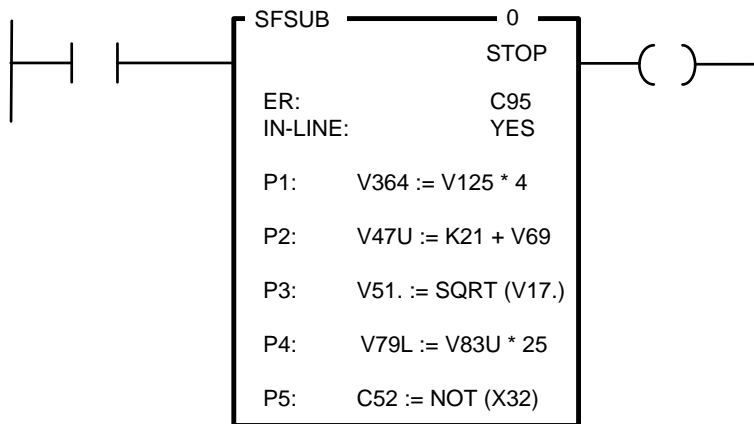 SFSUB 0
STOP
ER: C95
IN-LINE: YES
P1: V364 := V125 * 4
P2: V47U := K21 + V69
P3: V51. := SQRT (V17.)
P4: V79L := V83U * 25
P5: C52 := NOT (X32)